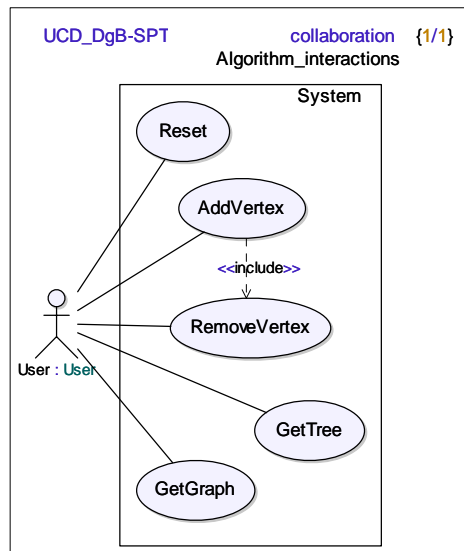 UCD_DgB-SPT collaboration {1/1}
Algorithm_interactions
System
Reset
AddVertex
<<include>>
RemoveVertex
User : User
GetTree
GetGraph